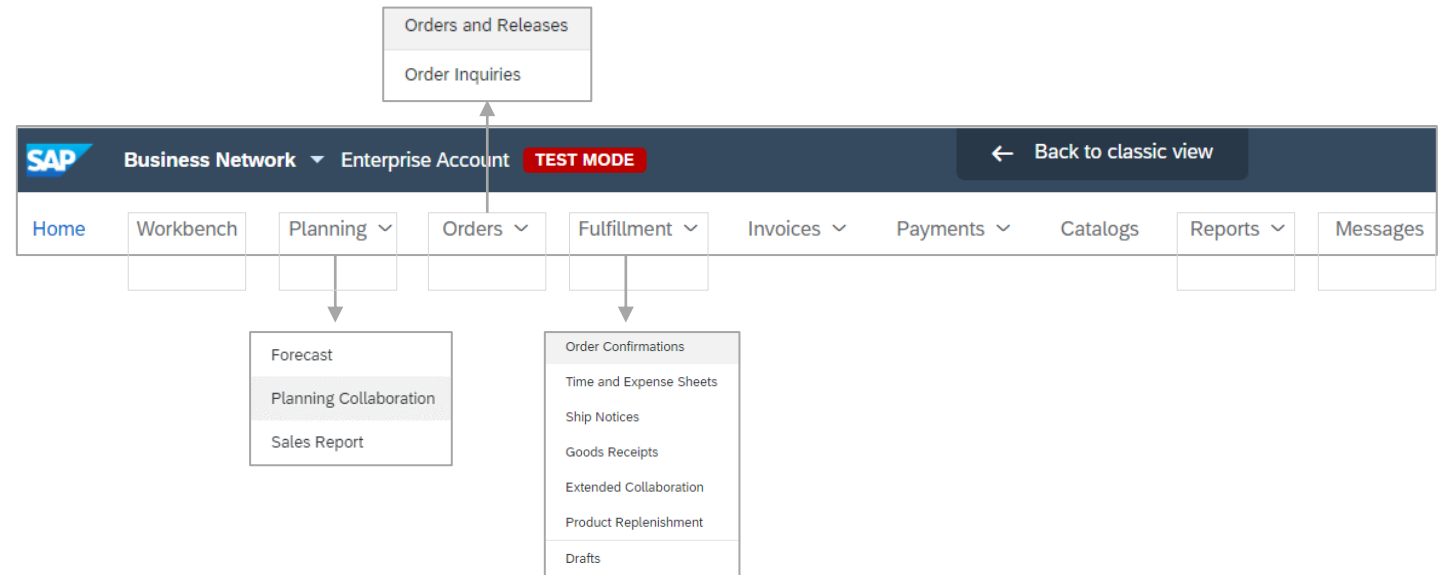 Orders and Releases
Order Inquiries
SAP Business Network Enterprise Account TEST MODE ← Back to classic view
Home Workbench Planning Orders Fulfillment Invoices Payments Catalogs Reports Messages
Forecast
Planning Collaboration
Sales Report
Order Confirmations
Time and Expense Sheets
Ship Notices
Goods Receipts
Extended Collaboration
Product Replenishment
Drafts